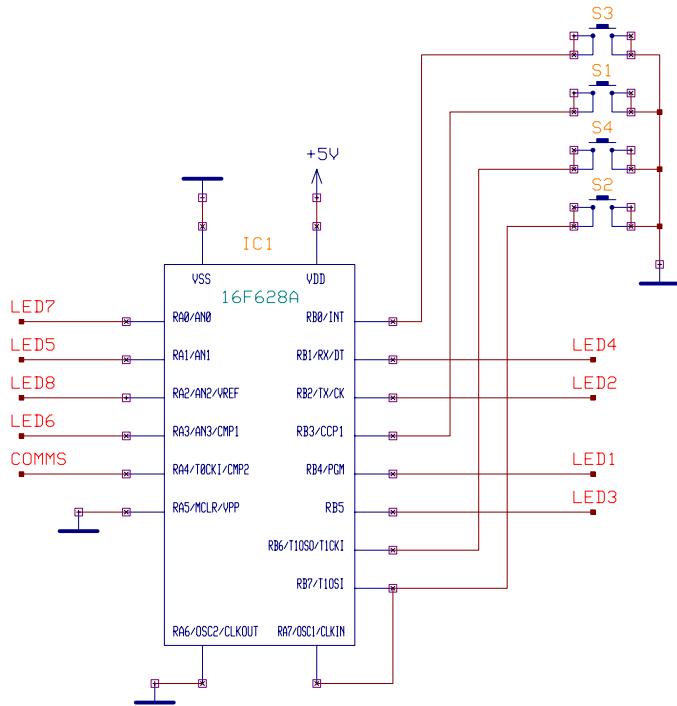 S3
S1
S4
S2
+5V
IC1
VSS
VDD
16F628A
LED7
RA0/AN0
RB0/INT
LED5
RA1/AN1
RB1/RX/DT
LED4
LED8
RA2/AN2/VREF
RB2/TX/CK
LED2
LED6
RA3/AN3/CMP1
RB3/CCP1
COMMS
RA4/T0CKI/CMP2
RB4/PGM
LED1
RA5/MCLR/VPP
RB5
LED3
RB6/T1OSO/T1CKI
RB7/T1OSI
RA6/OSC2/CLKOUT
RA7/OSC1/CLKIN